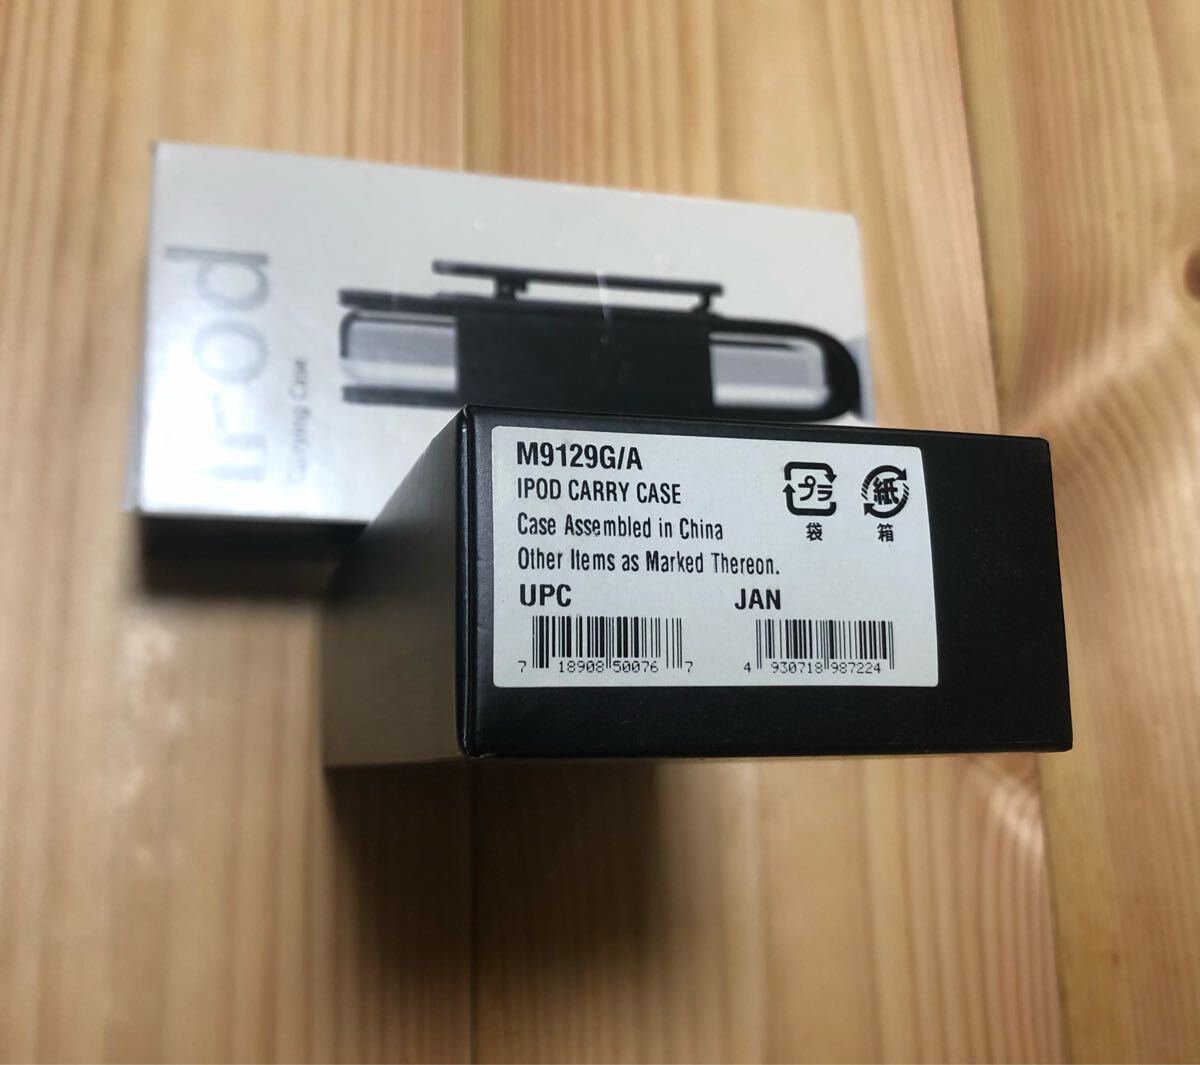 iPod
Carrying Case
M9129G/A
IPOD CARRY CASE
Case Assembled in China
Other Items as Marked Thereon.
プラ
袋
紙
箱
UPC
JAN
7 18908 50076 7
4 930718 987224